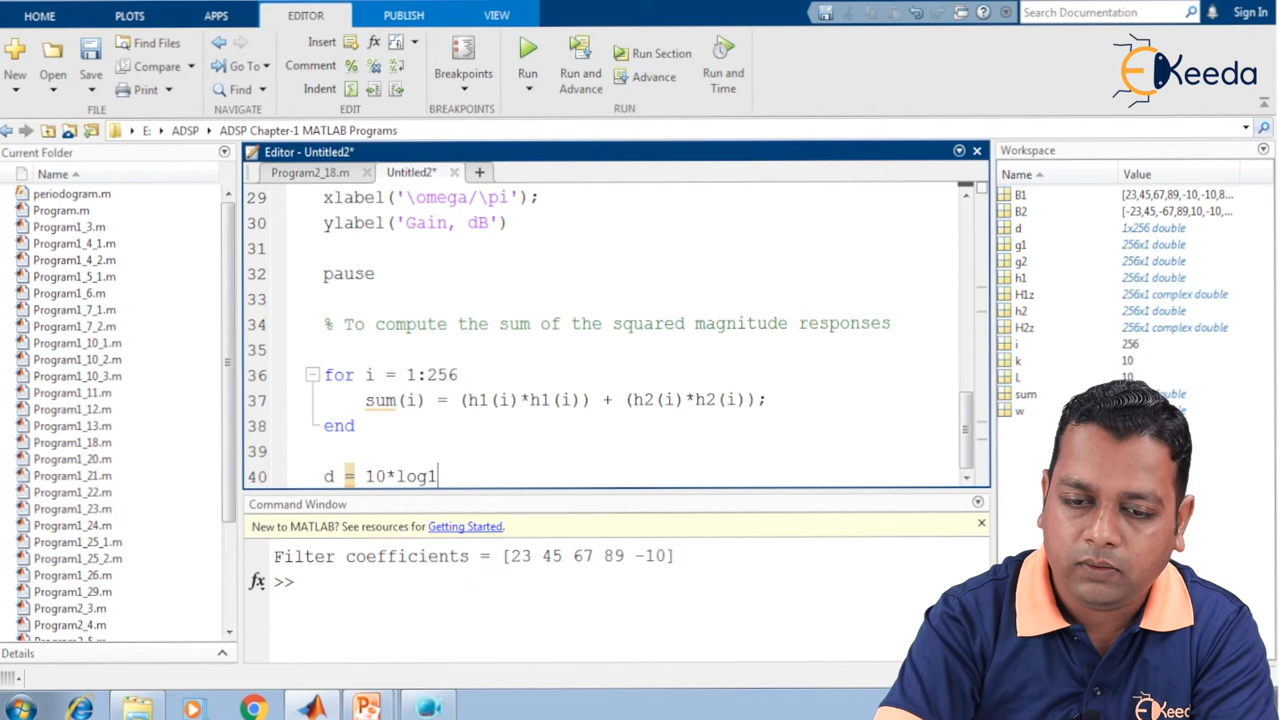 HOME PLOTS APPS EDITOR PUBLISH VIEW Search Documentation Sign In
New Open Save Find Files Compare Print
FILE
Go To Find
NAVIGATE
Insert fx
Comment %
Indent
EDIT
Breakpoints
BREAKPOINTS
Run Run and Advance Run Section Advance Run and Time
RUN
Ekeeda
E: ADSP ADSP Chapter-1 MATLAB Programs
Current Folder
Name
periodogram.m
Program.m
Program1_3.m
Program1_4_1.m
Program1_4_2.m
Program1_5_1.m
Program1_6.m
Program1_7_1.m
Program1_7_2.m
Program1_10_1.m
Program1_10_2.m
Program1_10_3.m
Program1_11.m
Program1_12.m
Program1_13.m
Program1_18.m
Program1_20.m
Program1_21.m
Program1_22.m
Program1_23.m
Program1_24.m
Program1_25_1.m
Program1_25_2.m
Program1_26.m
Program1_29.m
Program2_3.m
Program2_4.m
Details
Editor - Untitled2*
Program2_18.m Untitled2*
29 xlabel('\omega/\pi');
30 ylabel('Gain, dB')
31
32 pause
33
34 % To compute the sum of the squared magnitude responses
35
36 for i = 1:256
37 sum(i) = (h1(i)*h1(i)) + (h2(i)*h2(i));
38 end
39
40 d = 10*log1
Command Window
New to MATLAB? See resources for Getting Started.
Filter coefficients = [23 45 67 89 -10]
fx >>
Workspace
Name Value
B1 [23,45,67,89,-10,-10,8...
B2 [-23,45,-67,89,10,-10,...
d 1x256 double
g1 256x1 double
g2 256x1 double
h1 256x1 double
H1z 256x1 complex double
h2 256x1 double
H2z 256x1 complex double
i 256
k 10
L 10
sum
w
Ekeeda